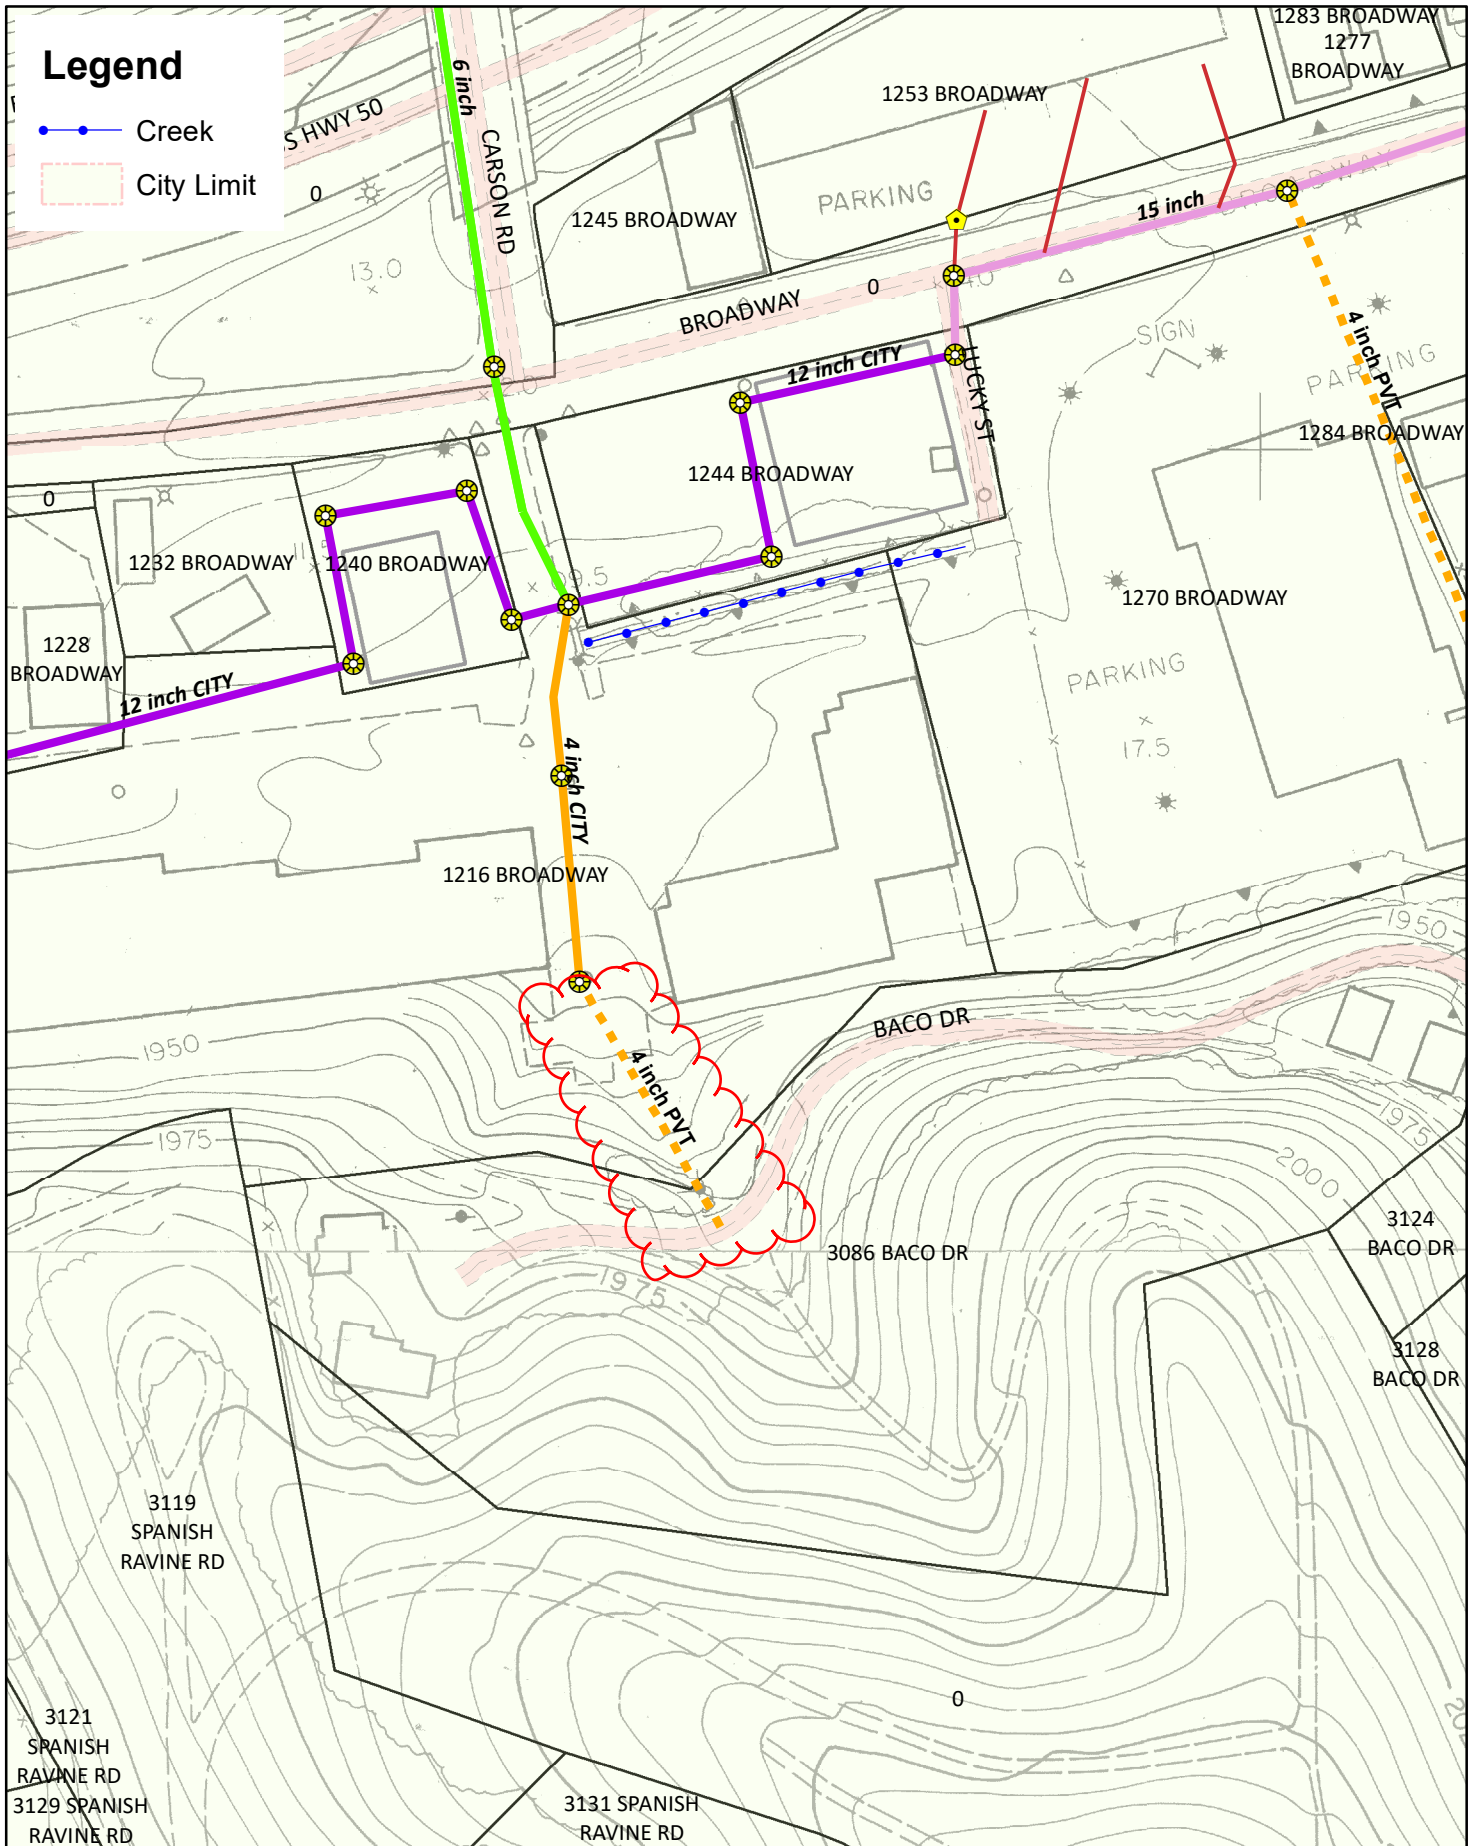 Legend
Creek
City Limit
S HWY 50
0
6 inch
CARSON RD
1283 BROADWAY
1277
BROADWAY
1253 BROADWAY
PARKING
1245 BROADWAY
15 inch
BROADWAY
13.0
0
BROADWAY
SIGN
4 inch PVT
PARKING
12 inch CITY
LUCKY ST
1284 BROADWAY
1244 BROADWAY
0
1232 BROADWAY
1240 BROADWAY
09.5
1270 BROADWAY
1228
BROADWAY
12 inch CITY
PARKING
17.5
4 inch CITY
1216 BROADWAY
1950
BACO DR
1950
4 inch PVT
1975
1975
2000
3124
BACO DR
3086 BACO DR
1975
3128
BACO DR
3119
SPANISH
RAVINE RD
0
3121
SPANISH
RAVINE RD
3129 SPANISH
RAVINE RD
3131 SPANISH
RAVINE RD